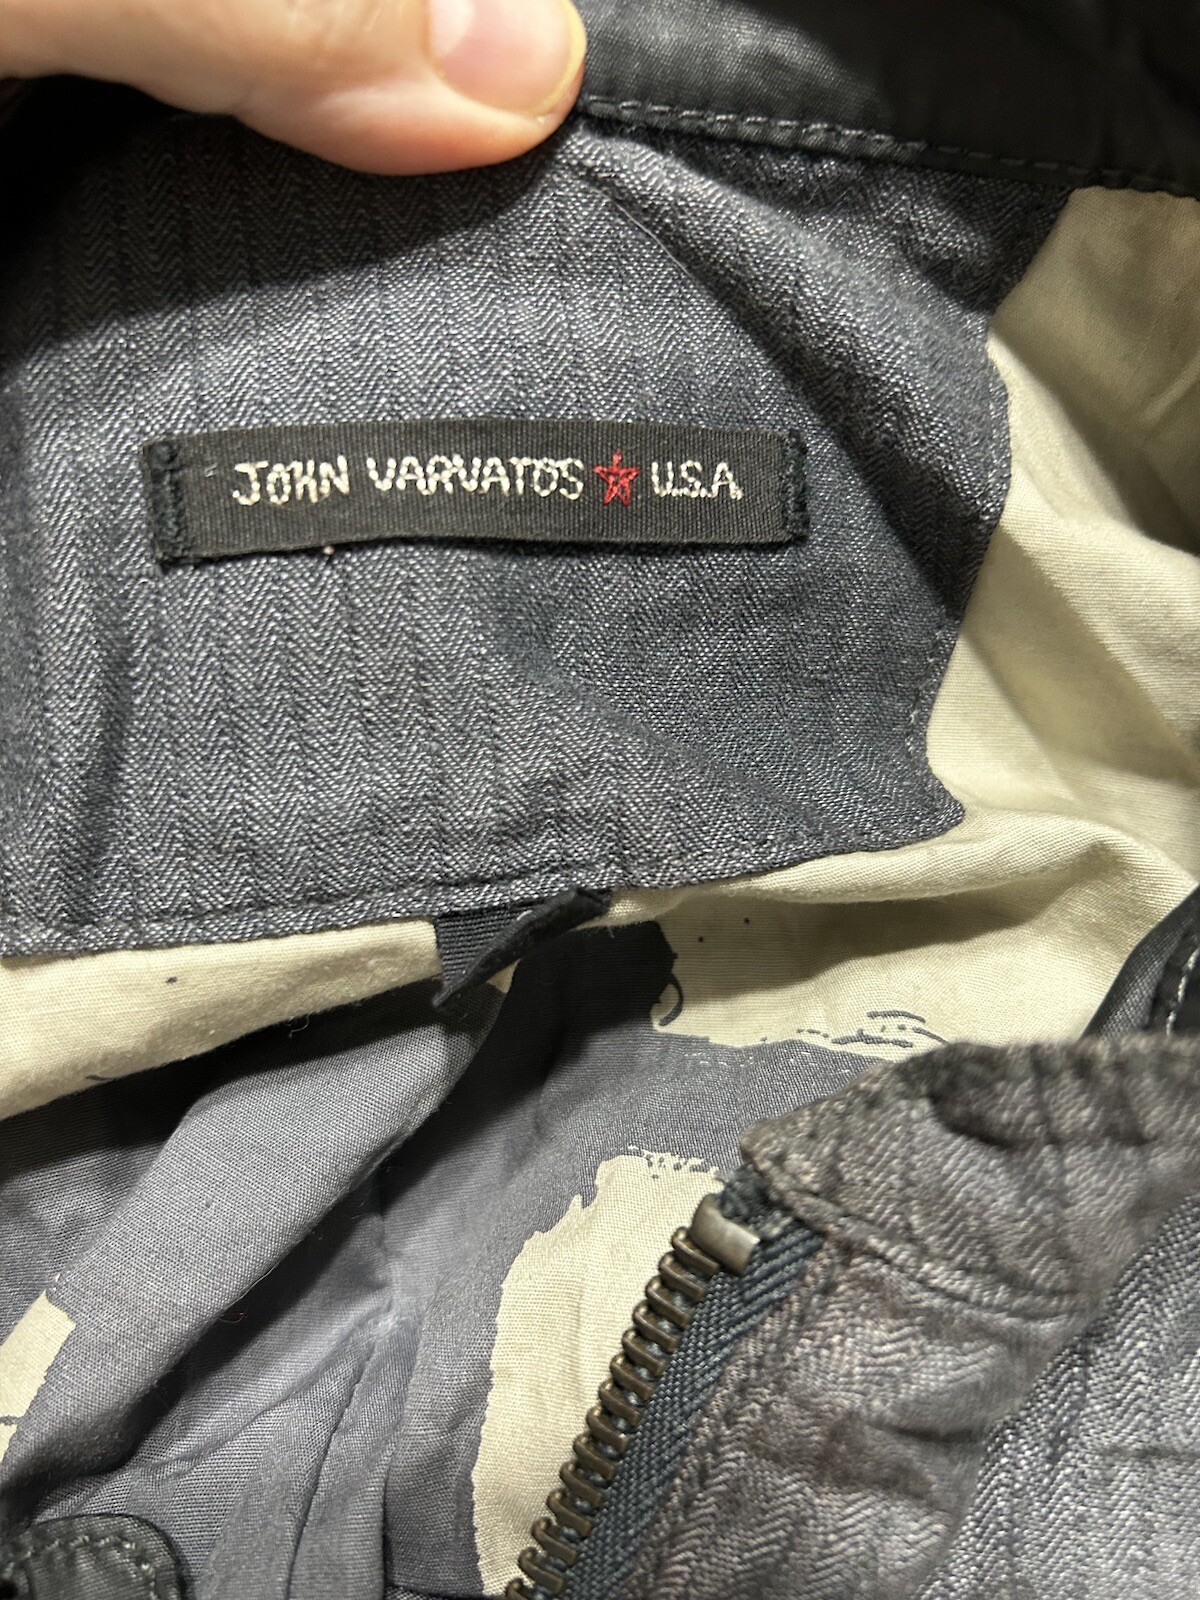 JOHN VARVATOS ★ U.S.A.